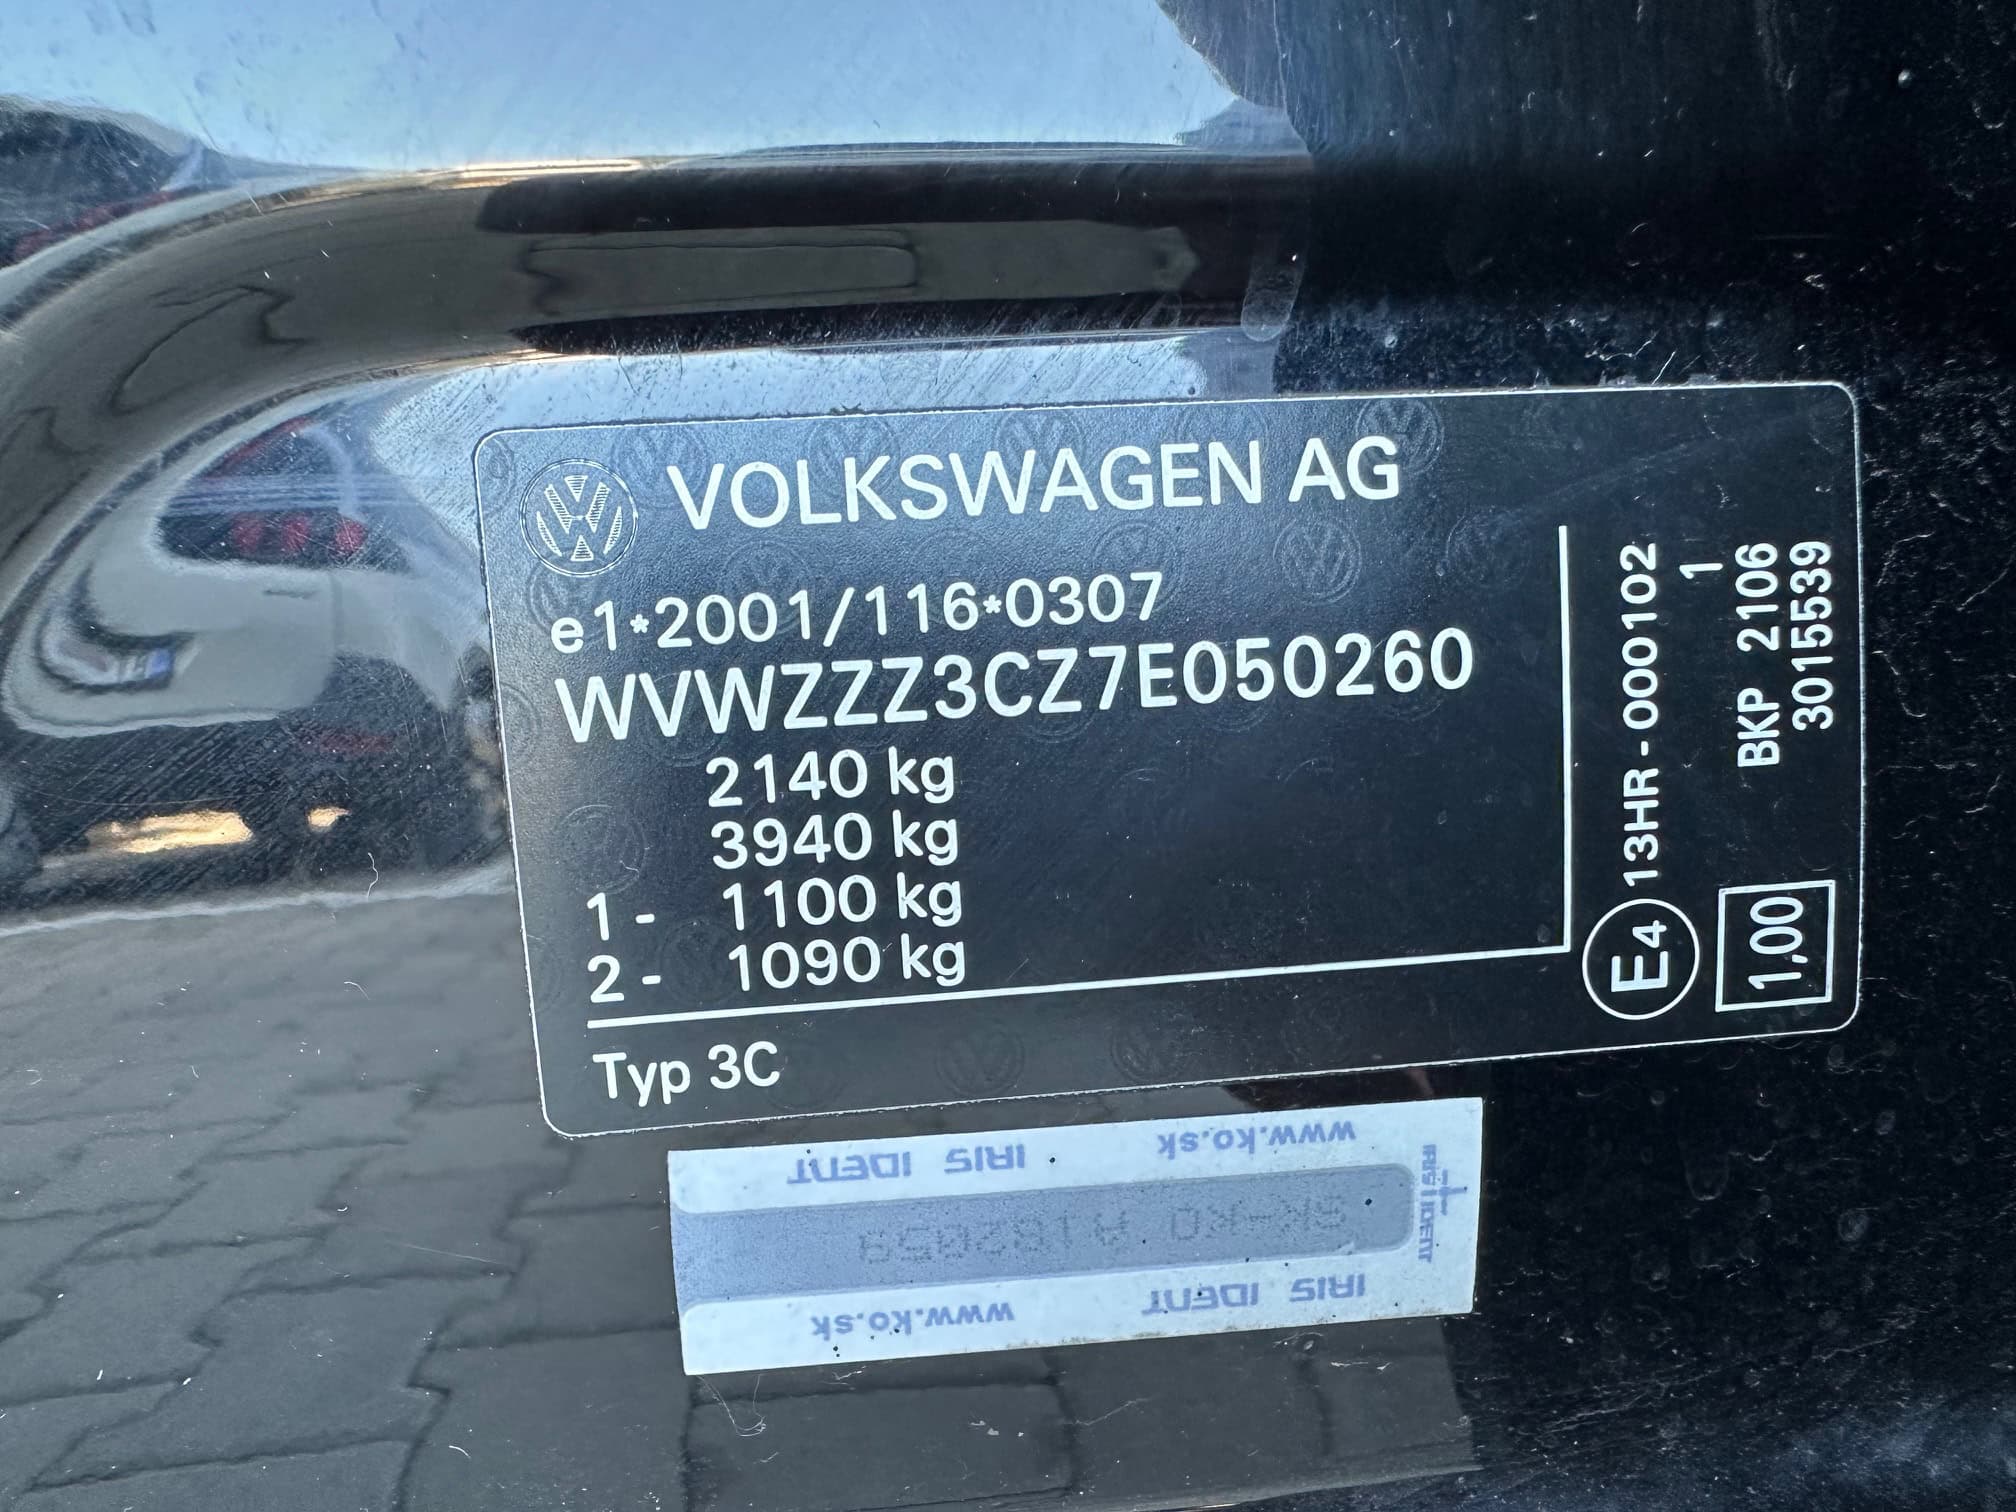 VOLKSWAGEN AG
e1*2001/116*0307
WVWZZZ3CZ7E050260
2140 kg
3940 kg
1- 1100 kg
2- 1090 kg
Typ 3C
E4 13HR-000102
1
BKP 2106
3015539
1,00
IRIS IDENT www.ko.sk
IRIS IDENT
IRIS IDENT www.ko.sk